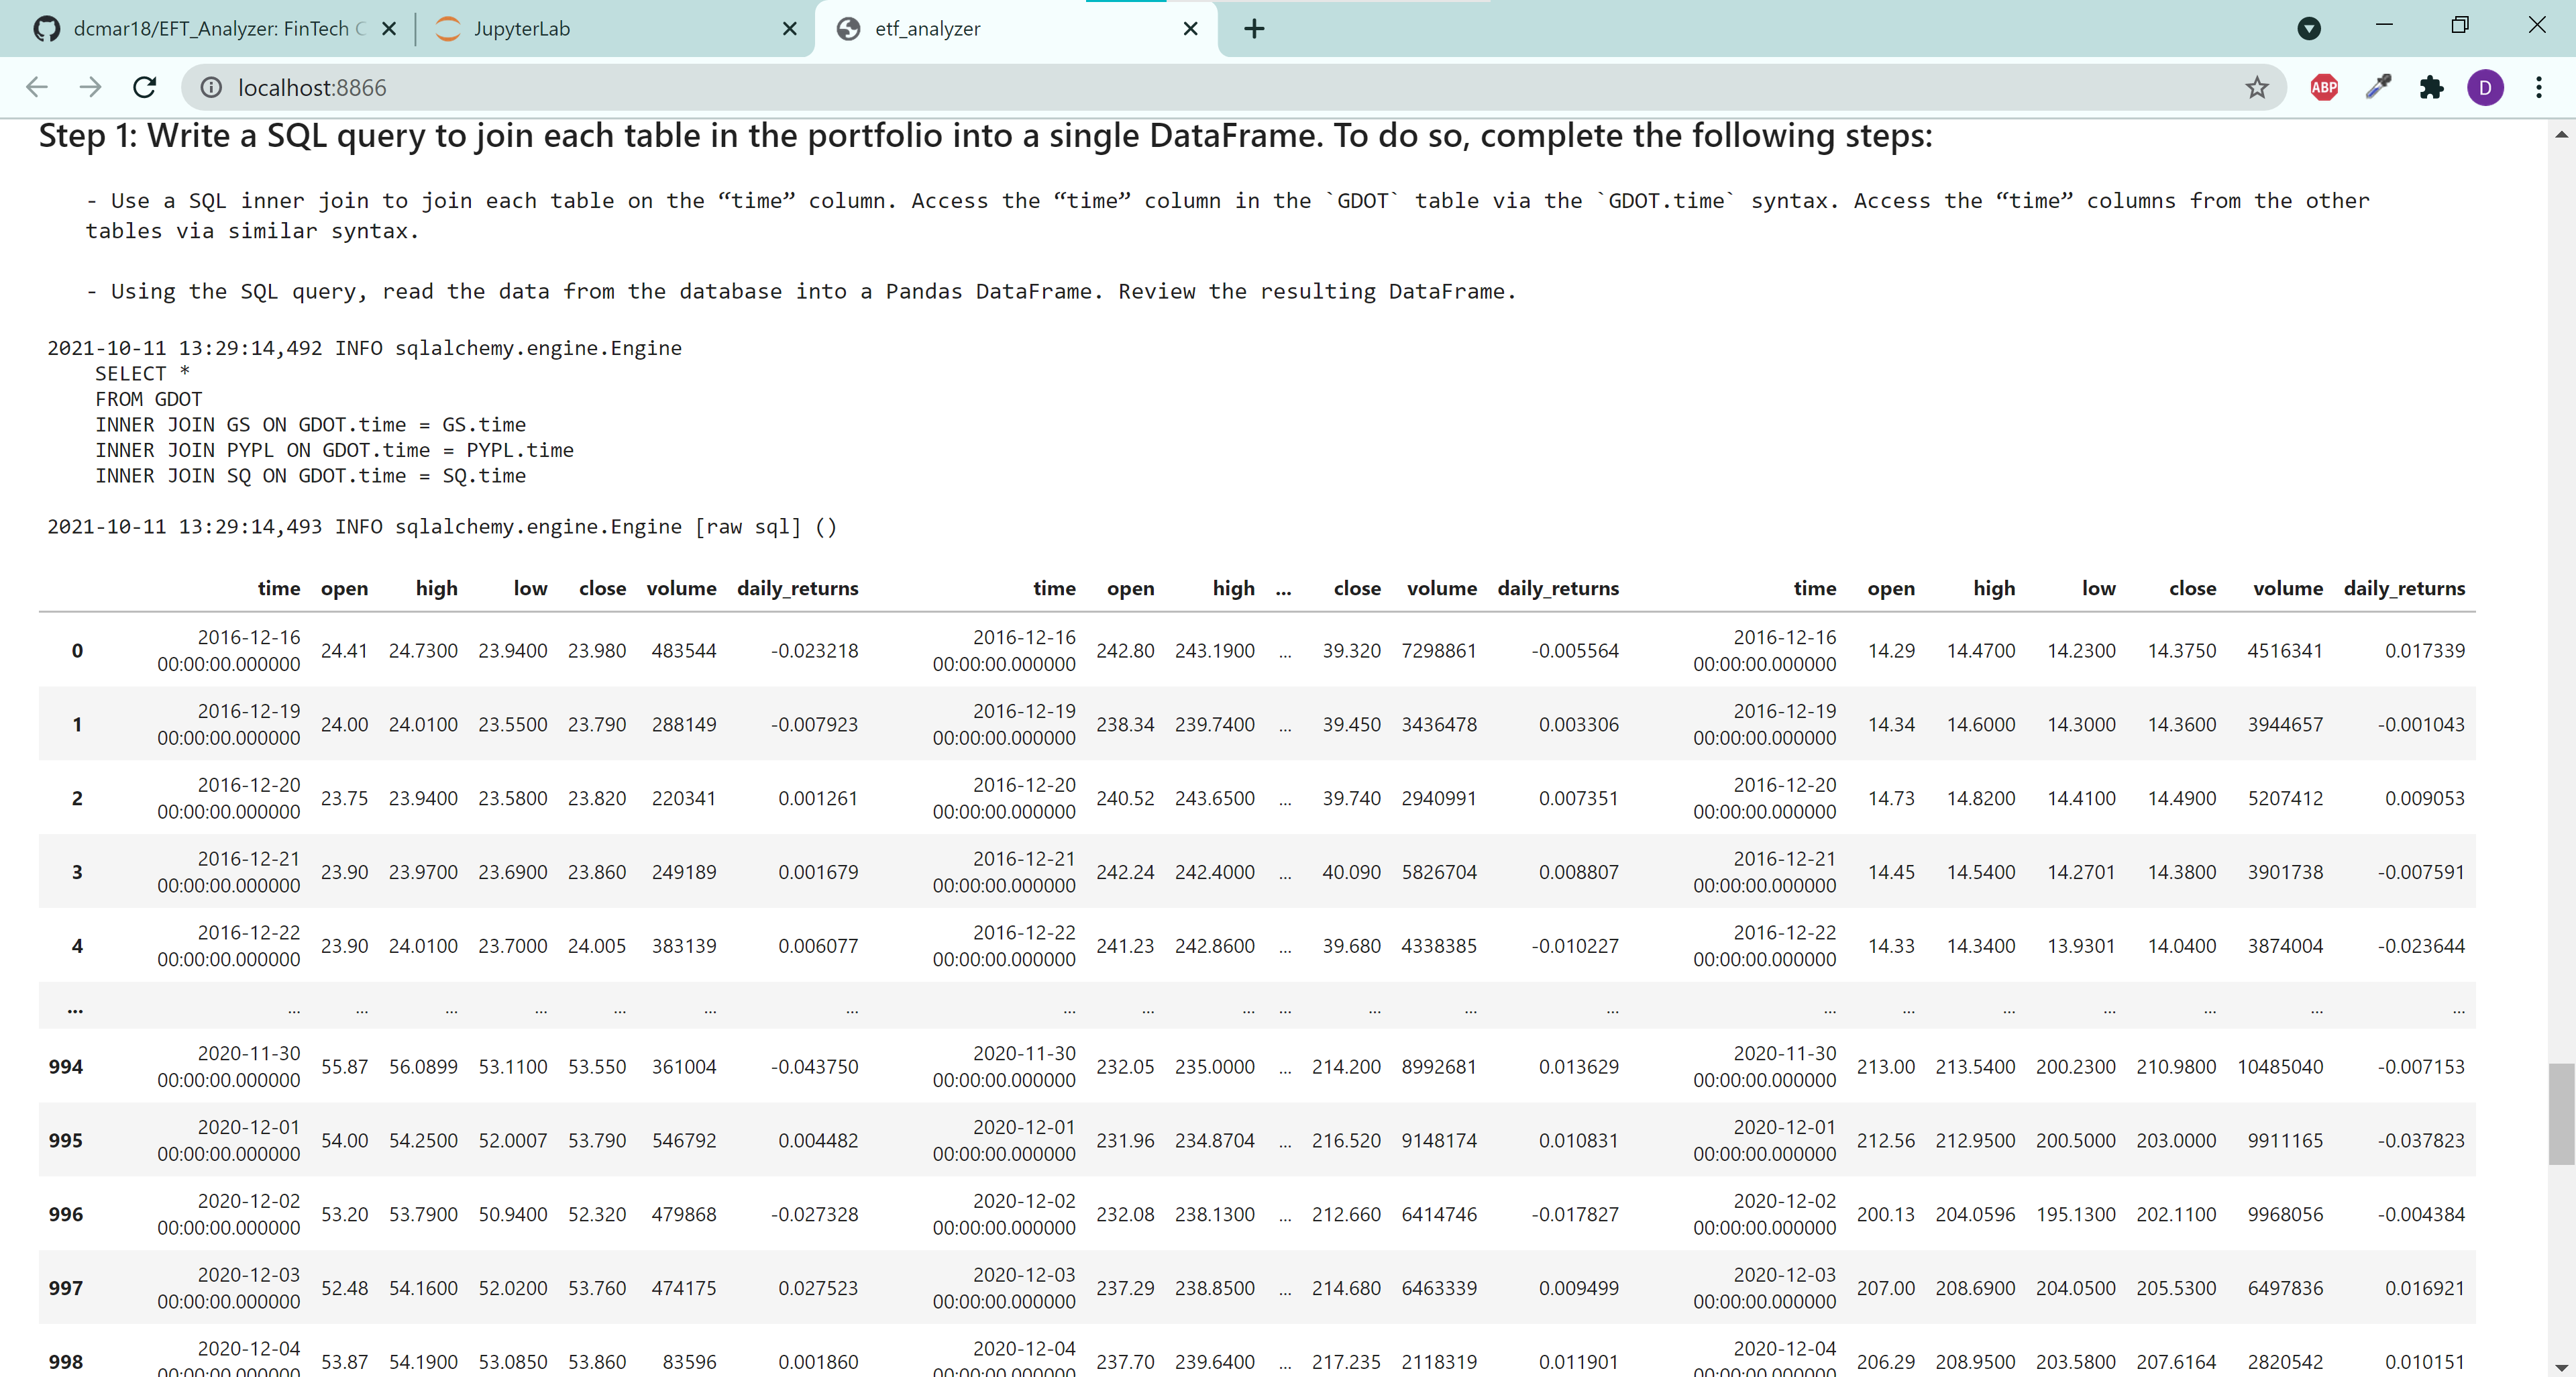 dcmar18/EFT_Analyzer: FinTech C
JupyterLab
etf_analyzer
localhost:8866
ABP
D
Step 1: Write a SQL query to join each table in the portfolio into a single DataFrame. To do so, complete the following steps:
- Use a SQL inner join to join each table on the “time” column. Access the “time” column in the `GDOT` table via the `GDOT.time` syntax. Access the “time” columns from the other
tables via similar syntax.
- Using the SQL query, read the data from the database into a Pandas DataFrame. Review the resulting DataFrame.
2021-10-11 13:29:14,492 INFO sqlalchemy.engine.Engine
SELECT *
FROM GDOT
INNER JOIN GS ON GDOT.time = GS.time
INNER JOIN PYPL ON GDOT.time = PYPL.time
INNER JOIN SQ ON GDOT.time = SQ.time
2021-10-11 13:29:14,493 INFO sqlalchemy.engine.Engine [raw sql] ()
time open high low close volume daily_returns time open high ... close volume daily_returns time open high low close volume daily_returns
0 2016-12-16 00:00:00.000000 24.41 24.7300 23.9400 23.980 483544 -0.023218 2016-12-16 00:00:00.000000 242.80 243.1900 ... 39.320 7298861 -0.005564 2016-12-16 00:00:00.000000 14.29 14.4700 14.2300 14.3750 4516341 0.017339
1 2016-12-19 00:00:00.000000 24.00 24.0100 23.5500 23.790 288149 -0.007923 2016-12-19 00:00:00.000000 238.34 239.7400 ... 39.450 3436478 0.003306 2016-12-19 00:00:00.000000 14.34 14.6000 14.3000 14.3600 3944657 -0.001043
2 2016-12-20 00:00:00.000000 23.75 23.9400 23.5800 23.820 220341 0.001261 2016-12-20 00:00:00.000000 240.52 243.6500 ... 39.740 2940991 0.007351 2016-12-20 00:00:00.000000 14.73 14.8200 14.4100 14.4900 5207412 0.009053
3 2016-12-21 00:00:00.000000 23.90 23.9700 23.6900 23.860 249189 0.001679 2016-12-21 00:00:00.000000 242.24 242.4000 ... 40.090 5826704 0.008807 2016-12-21 00:00:00.000000 14.45 14.5400 14.2701 14.3800 3901738 -0.007591
4 2016-12-22 00:00:00.000000 23.90 24.0100 23.7000 24.005 383139 0.006077 2016-12-22 00:00:00.000000 241.23 242.8600 ... 39.680 4338385 -0.010227 2016-12-22 00:00:00.000000 14.33 14.3400 13.9301 14.0400 3874004 -0.023644
... ... ... ... ... ... ... ... ... ... ... ... ... ... ... ... ... ... ... ... ... ...
994 2020-11-30 00:00:00.000000 55.87 56.0899 53.1100 53.550 361004 -0.043750 2020-11-30 00:00:00.000000 232.05 235.0000 ... 214.200 8992681 0.013629 2020-11-30 00:00:00.000000 213.00 213.5400 200.2300 210.9800 10485040 -0.007153
995 2020-12-01 00:00:00.000000 54.00 54.2500 52.0007 53.790 546792 0.004482 2020-12-01 00:00:00.000000 231.96 234.8704 ... 216.520 9148174 0.010831 2020-12-01 00:00:00.000000 212.56 212.9500 200.5000 203.0000 9911165 -0.037823
996 2020-12-02 00:00:00.000000 53.20 53.7900 50.9400 52.320 479868 -0.027328 2020-12-02 00:00:00.000000 232.08 238.1300 ... 212.660 6414746 -0.017827 2020-12-02 00:00:00.000000 200.13 204.0596 195.1300 202.1100 9968056 -0.004384
997 2020-12-03 00:00:00.000000 52.48 54.1600 52.0200 53.760 474175 0.027523 2020-12-03 00:00:00.000000 237.29 238.8500 ... 214.680 6463339 0.009499 2020-12-03 00:00:00.000000 207.00 208.6900 204.0500 205.5300 6497836 0.016921
998 2020-12-04 00:00:00.000000 53.87 54.1900 53.0850 53.860 83596 0.001860 2020-12-04 00:00:00.000000 237.70 239.6400 ... 217.235 2118319 0.011901 2020-12-04 00:00:00.000000 206.29 208.9500 203.5800 207.6164 2820542 0.010151